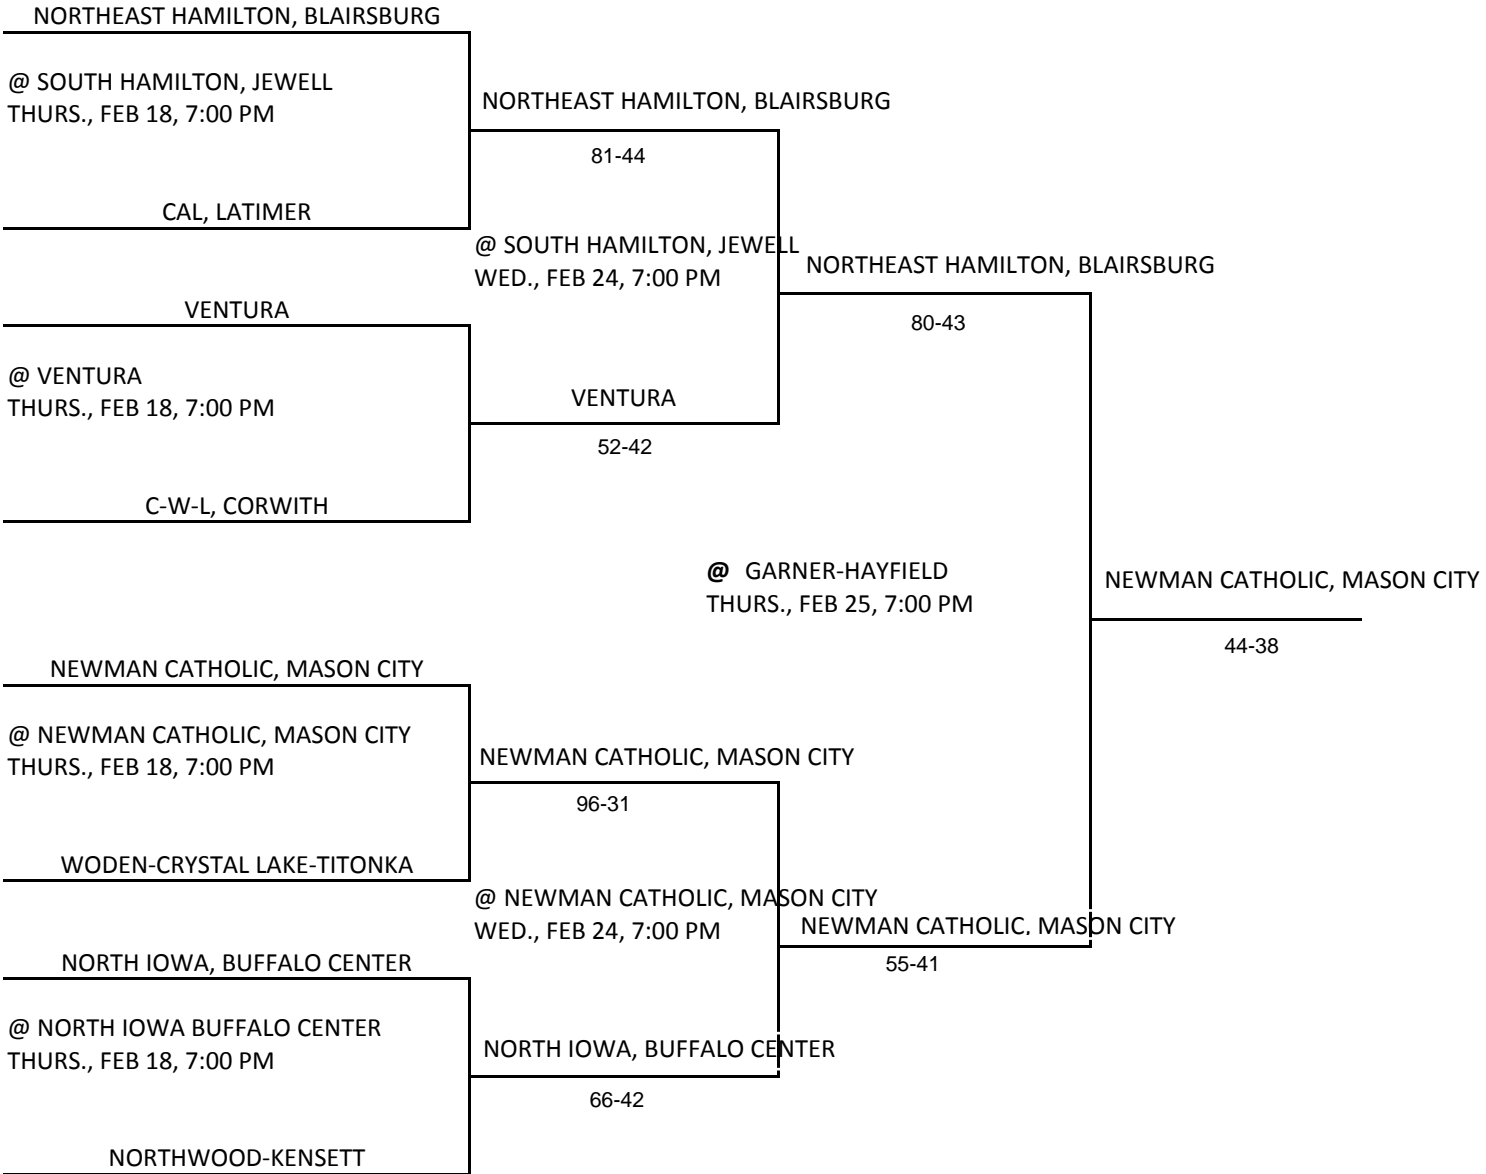 NORTHEAST HAMILTON, BLAIRSBURG
@ SOUTH HAMILTON, JEWELL
THURS., FEB 18, 7:00 PM
NORTHEAST HAMILTON, BLAIRSBURG
81-44
CAL, LATIMER
@ SOUTH HAMILTON, JEWELL
WED., FEB 24, 7:00 PM
NORTHEAST HAMILTON, BLAIRSBURG
80-43
VENTURA
@ VENTURA
THURS., FEB 18, 7:00 PM
VENTURA
52-42
C-W-L, CORWITH
@ GARNER-HAYFIELD
THURS., FEB 25, 7:00 PM
NEWMAN CATHOLIC, MASON CITY
44-38
NEWMAN CATHOLIC, MASON CITY
@ NEWMAN CATHOLIC, MASON CITY
THURS., FEB 18, 7:00 PM
NEWMAN CATHOLIC, MASON CITY
96-31
WODEN-CRYSTAL LAKE-TITONKA
@ NEWMAN CATHOLIC, MASON CITY
WED., FEB 24, 7:00 PM
NEWMAN CATHOLIC, MASON CITY
55-41
NORTH IOWA, BUFFALO CENTER
@ NORTH IOWA BUFFALO CENTER
THURS., FEB 18, 7:00 PM
NORTH IOWA, BUFFALO CENTER
66-42
NORTHWOOD-KENSETT